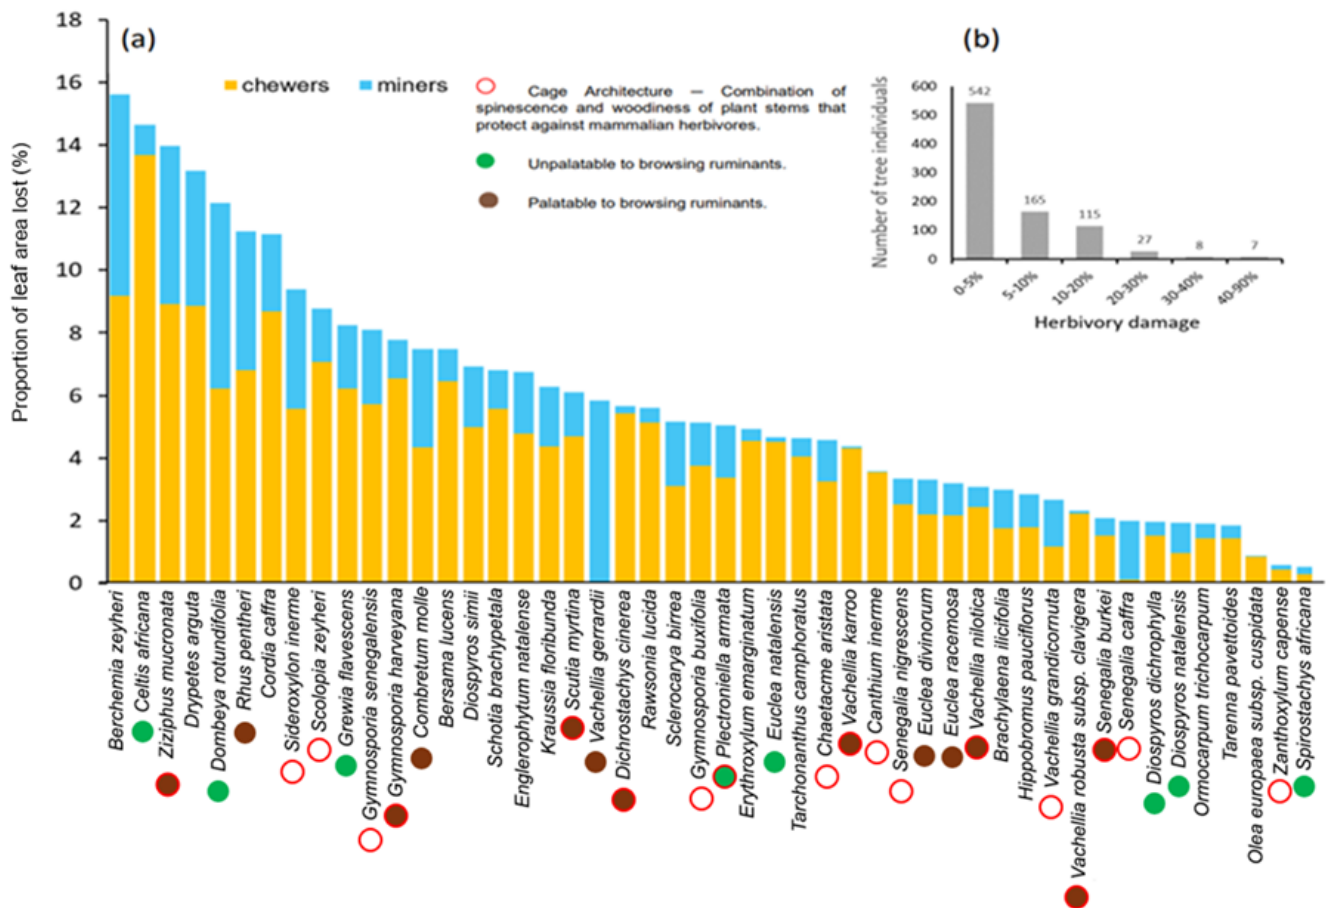 (a)
(b)
chewers
miners
Cage Architecture — Combination of
spinescence and woodiness of plant stems that
protect against mammalian herbivores.
Unpalatable to browsing ruminants.
Palatable to browsing ruminants.
Proportion of leaf area lost (%)
18
16
14
12
10
8
6
4
2
0
Number of tree individuals
600
500
400
300
200
100
0
542
165
115
27
8
7
0-5%
5-10%
10-20%
20-30%
30-40%
40-90%
Herbivory damage
Berchemia zeyheri
Celtis africana
Ziziphus mucronata
Drypetes arguta
Dombeya rotundifolia
Rhus pentheri
Cordia caffra
Sideroxylon inerme
Scolopia zeyheri
Grewia flavescens
Gymnosporia senegalensis
Gymnosporia harveyana
Combretum molle
Bersama lucens
Diospyros simii
Schotia brachypetala
Englerophytum natalense
Kraussia floribunda
Scutia myrtina
Vachellia gerrardii
Dichrostachys cinerea
Rawsonia lucida
Sclerocarya birrea
Gymnosporia buxifolia
Plectroniella armata
Erythroxylum emarginatum
Euclea natalensis
Tarchonanthus camphoratus
Chaetacme aristata
Vachellia karroo
Canthium inerme
Senegalia nigrescens
Euclea divinorum
Euclea racemosa
Vachellia nilotica
Brachylaena ilicifolia
Hippobromus pauciflorus
Vachellia grandicornuta
Vachellia robusta subsp. clavigera
Senegalia burkei
Senegalia caffra
Diospyros dichrophylla
Diospyros natalensis
Ormocarpum trichocarpum
Tarenna pavettoides
Olea europaea subsp. cuspidata
Zanthoxylum capense
Spirostachys africana